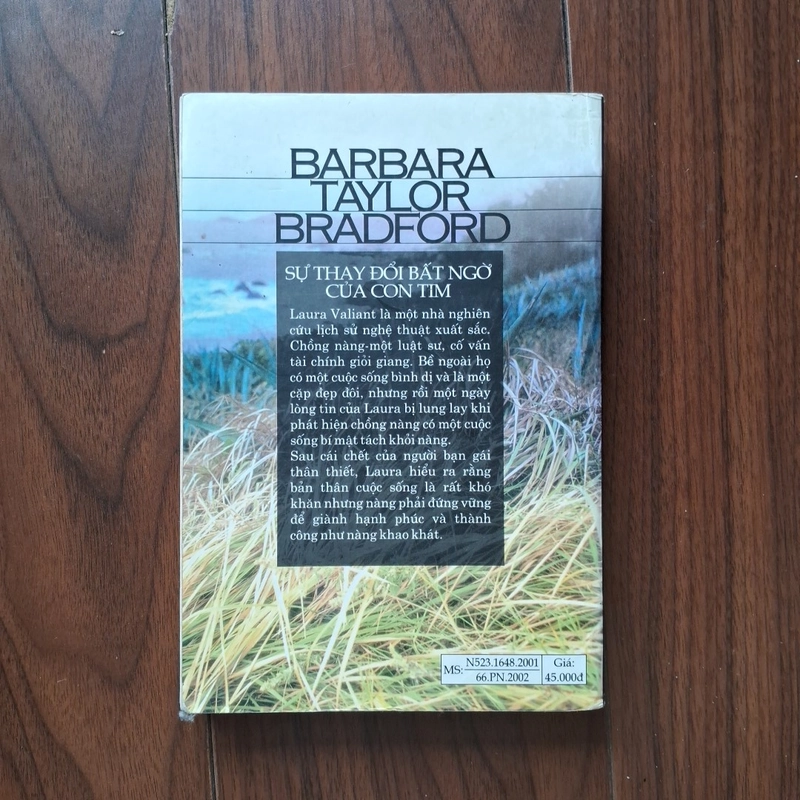 BARBARA
TAYLOR
BRADFORD
SỰ THAY ĐỔI BẤT NGỜ
CỦA CON TIM
Laura Valiant là một nhà nghiên
cứu lịch sử nghệ thuật xuất sắc.
Chồng nàng-một luật sư, cố vấn
tài chính giỏi giang. Bề ngoài họ
có một cuộc sống bình dị và là một
cặp đẹp đôi, nhưng rồi một ngày
lòng tin của Laura bị lung lay khi
phát hiện chồng nàng có một cuộc
sống bí mật tách khỏi nàng.
Sau cái chết của người bạn gái
thân thiết, Laura hiểu ra rằng
bản thân cuộc sống là rất khó
khăn nhưng nàng phải đứng vững
để giành hạnh phúc và thành
công như nàng khao khát.
MS: N523.1648.2001
66.PN.2002
Giá:
45.000đ